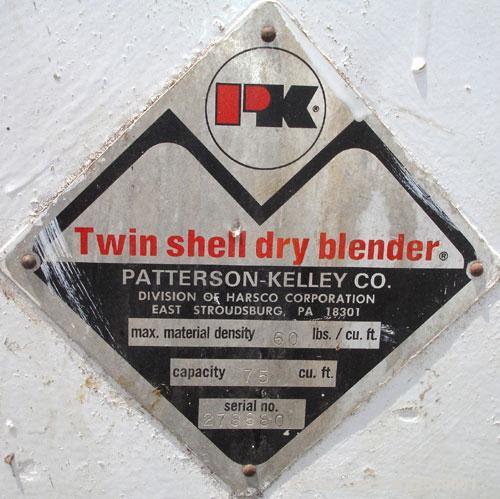 PK®
Twin shell dry blender®
PATTERSON-KELLEY CO.
DIVISION OF HARSCO CORPORATION
EAST STROUDSBURG, PA 18301
max. material density 60 lbs. / cu. ft.
capacity 75 cu. ft.
serial no.